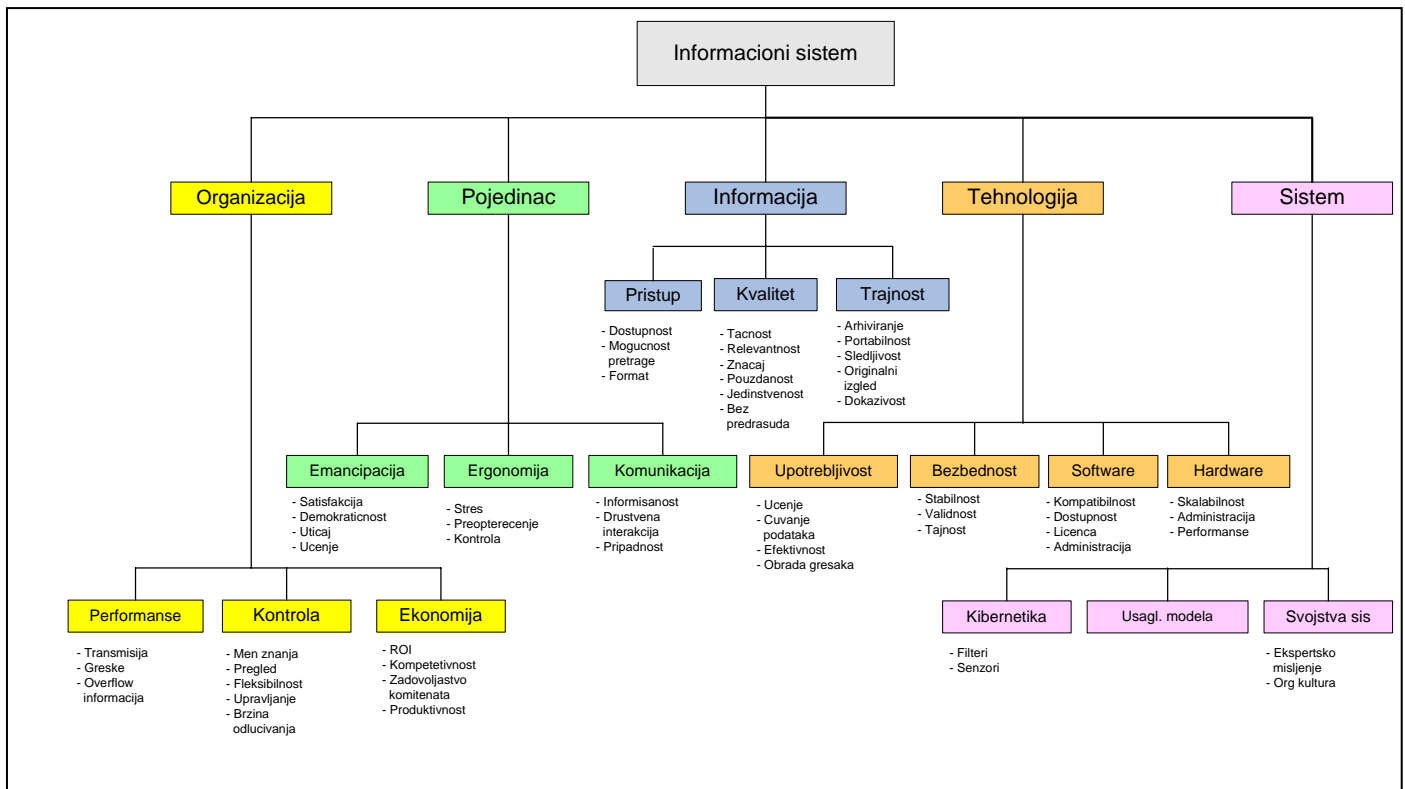 Informacioni sistem
Organizacija
Pojedinac
Informacija
Tehnologija
Sistem
Pristup
- Dostupnost
- Mogucnost
pretrage
- Format
Kvalitet
- Tacnost
- Relevantnost
- Znacaj
- Pouzdanost
- Jedinstvenost
- Bez
predrasuda
Trajnost
- Arhiviranje
- Portabilnost
- Sledljivost
- Originalni
izgled
- Dokazivost
Emancipacija
- Satisfakcija
- Demokraticnost
- Uticaj
- Ucenje
Ergonomija
- Stres
- Preopterecenje
- Kontrola
Komunikacija
- Informisanost
- Drustvena
interakcija
- Pripadnost
Upotrebljivost
- Ucenje
- Cuvanje
podataka
- Efektivnost
- Obrada gresaka
Bezbednost
- Stabilnost
- Validnost
- Tajnost
Software
- Kompatibilnost
- Dostupnost
- Licenca
- Administracija
Hardware
- Skalabilnost
- Administracija
- Performanse
Performanse
- Transmisija
- Greske
- Overflow
informacija
Kontrola
- Men znanja
- Pregled
- Fleksibilnost
- Upravljanje
- Brzina
odlucivanja
Ekonomija
- ROI
- Kompetetivnost
- Zadovoljastvo
komitenata
- Produktivnost
Kibernetika
- Filteri
- Senzori
Usagl. modela
Svojstva sis
- Ekspertsko
misljenje
- Org kultura